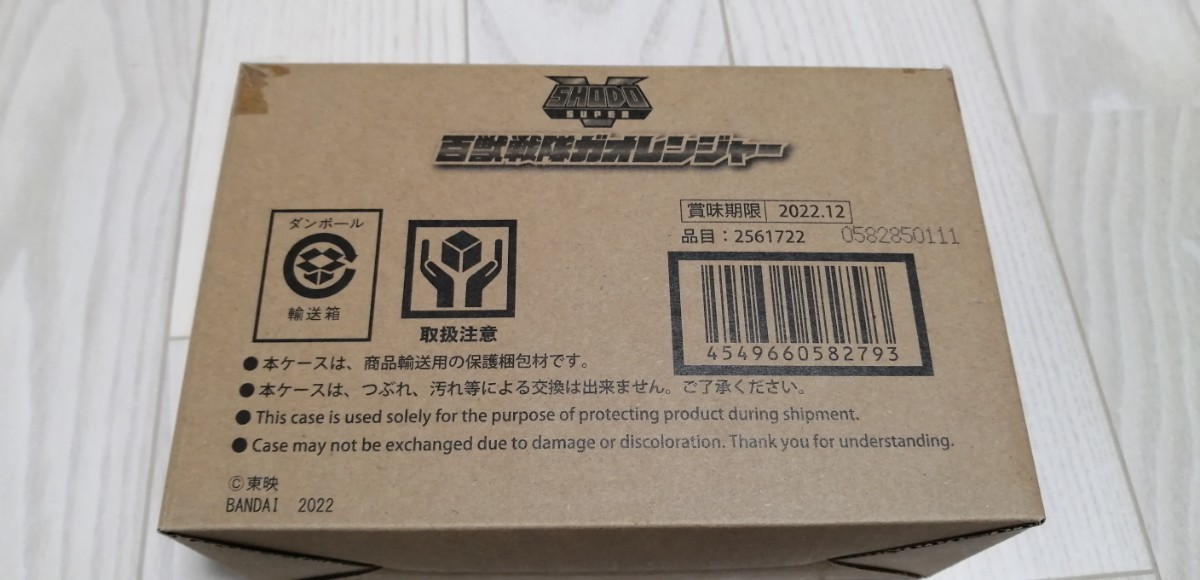 SHODO
SUPER
百獣戦隊ガオレンジャー
ダンボール
輸送箱
取扱注意
賞味期限 2022.12
品目：2561722 0582850111
4549660582793
●本ケースは、商品輸送用の保護梱包材です。
●本ケースは、つぶれ、汚れ等による交換は出来ません。ご了承ください。
●This case is used solely for the purpose of protecting product during shipment.
●Case may not be exchanged due to damage or discoloration. Thank you for understanding.
©東映
BANDAI 2022